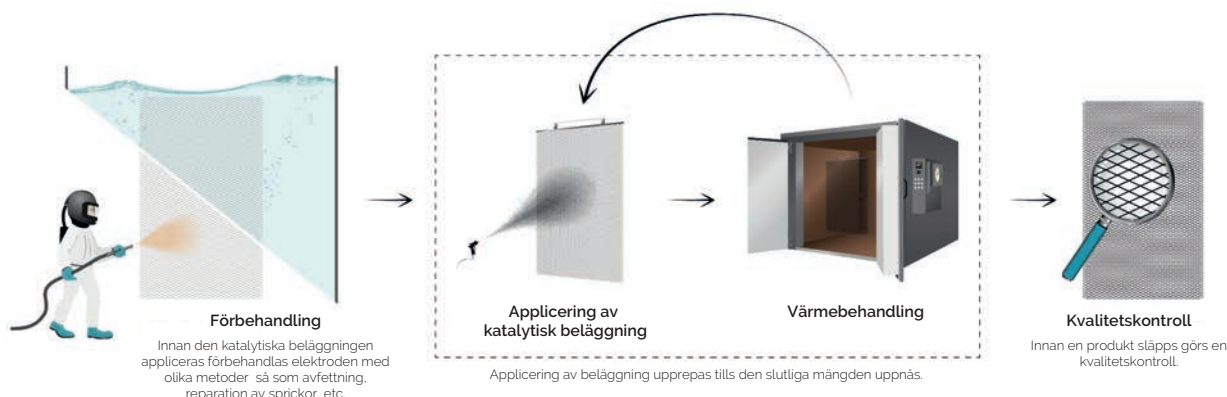 Förbehandling
Innan den katalytiska beläggningen
appliceras förbehandlas elektroden med
olika metoder så som avfettning,
reparation av sprickor, etc
Applicering av
katalytisk beläggning
Värmebehandling
Applicering av beläggning upprepas tills den slutliga mängden uppnås.
Kvalitetskontroll
Innan en produkt släpps görs en
kvalitetskontroll.